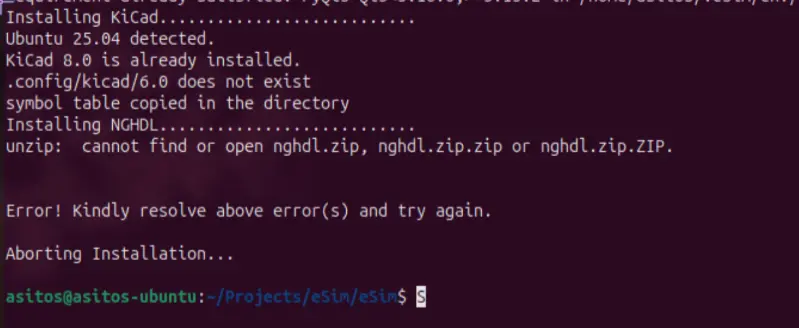 Installing KiCad...........................
Ubuntu 25.04 detected.
KiCad 8.0 is already installed.
.config/kicad/6.0 does not exist
symbol table copied in the directory
Installing NGHDL...........................
unzip:  cannot find or open nghdl.zip, nghdl.zip.zip or nghdl.zip.ZIP.
Error! Kindly resolve above error(s) and try again.
Aborting Installation...
asitos@asitos-ubuntu:~/Projects/eSim/eSim$ S